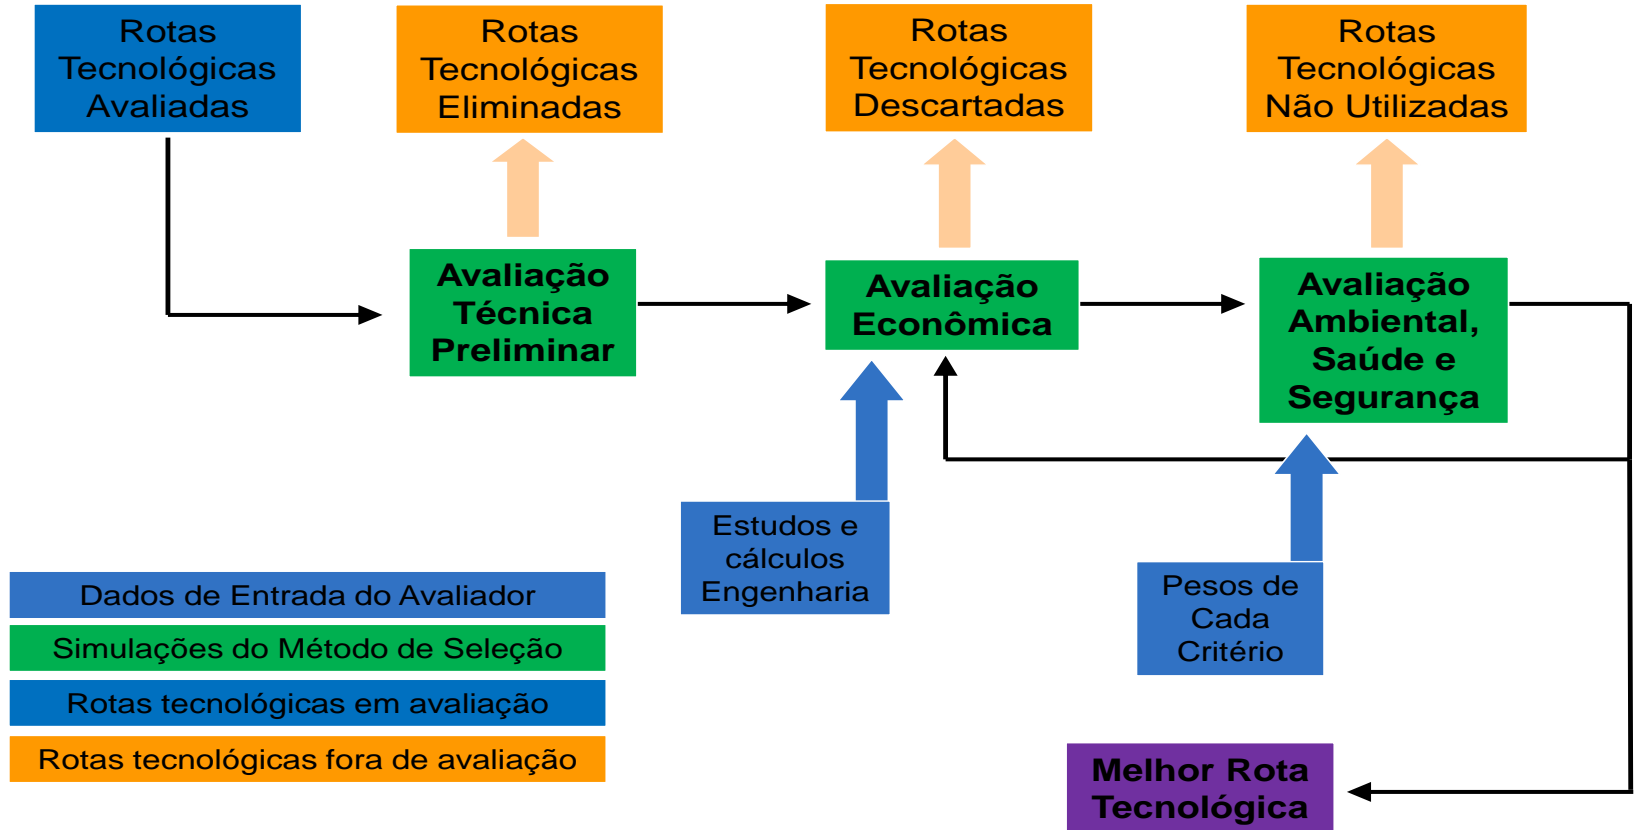 Rotas
Tecnológicas
Avaliadas
Rotas
Tecnológicas
Eliminadas
Rotas
Tecnológicas
Descartadas
Rotas
Tecnológicas
Não Utilizadas
Avaliação
Técnica
Preliminar
Avaliação
Econômica
Avaliação
Ambiental,
Saúde e
Segurança
Estudos e
cálculos
Engenharia
Pesos de
Cada
Critério
Dados de Entrada do Avaliador
Simulações do Método de Seleção
Rotas tecnológicas em avaliação
Rotas tecnológicas fora de avaliação
Melhor Rota
Tecnológica